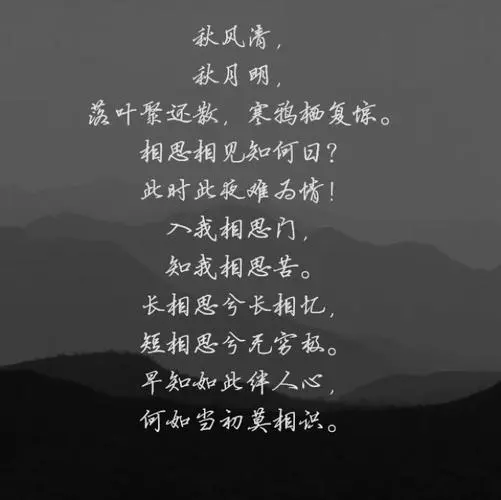 秋风清，
秋月明，
落叶聚还散，寒鸦栖复惊。
相思相见知何日？
此时此夜难为情！
入我相思门，
知我相思苦。
长相思兮长相忆，
短相思兮无穷极。
早知如此绊人心，
何如当初莫相识。